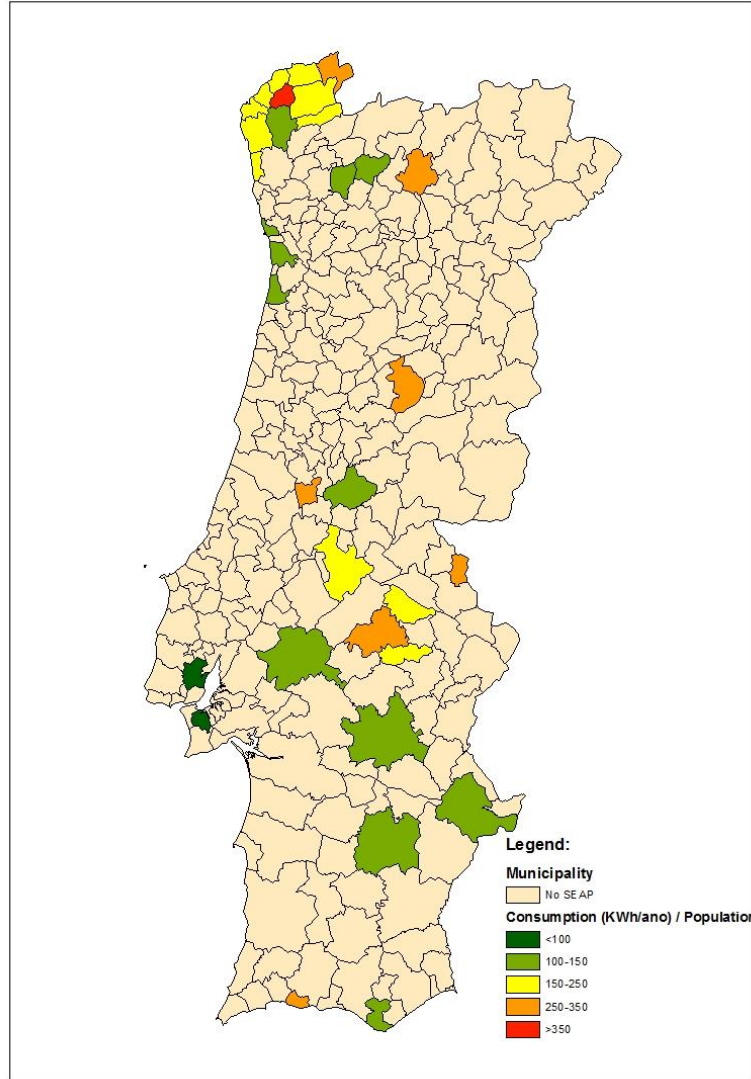 Legend:
Municipality
No SEAP
Consumption (KWh/ano) / Population
<100
100-150
150-250
250-350
>350